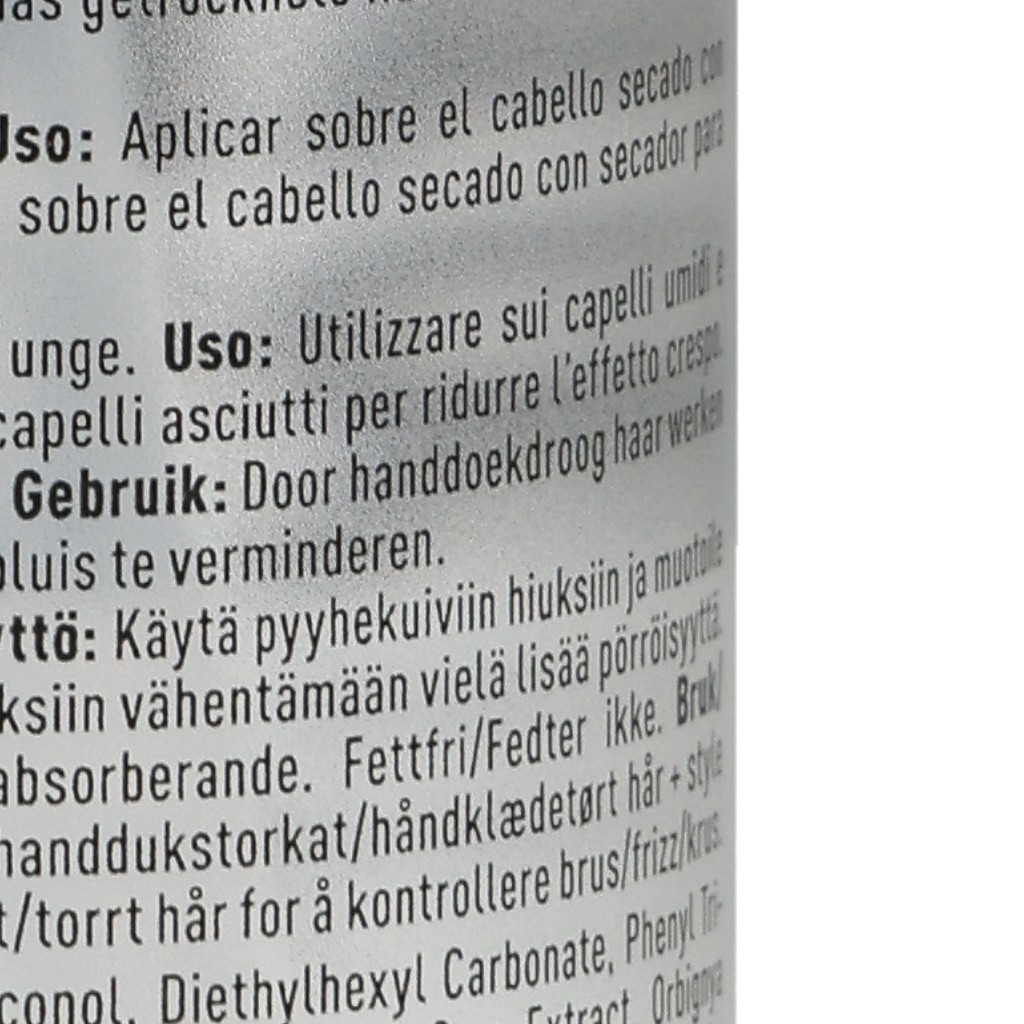 Uso: Aplicar sobre el cabello secado con
sobre el cabello secado con secador para
unge. Uso: Utilizzare sui capelli umidi e
capelli asciutti per ridurre l'effetto crespo.
Gebruik: Door handdoekdroog haar werken
pluis te verminderen.
yttö: Käytä pyyhekuiviin hiuksiin ja muotoile
ksiin vähentämään vielä lisää pörröisyyttä.
absorberande. Fettfri/Fedter ikke. Bruk/
handdukstorkat/håndklædetørt hår + style
t/torrt hår for å kontrollere brus/frizz/krus.
conol, Diethylhexyl Carbonate, Phenyl Tri-
Extract, Orbignya